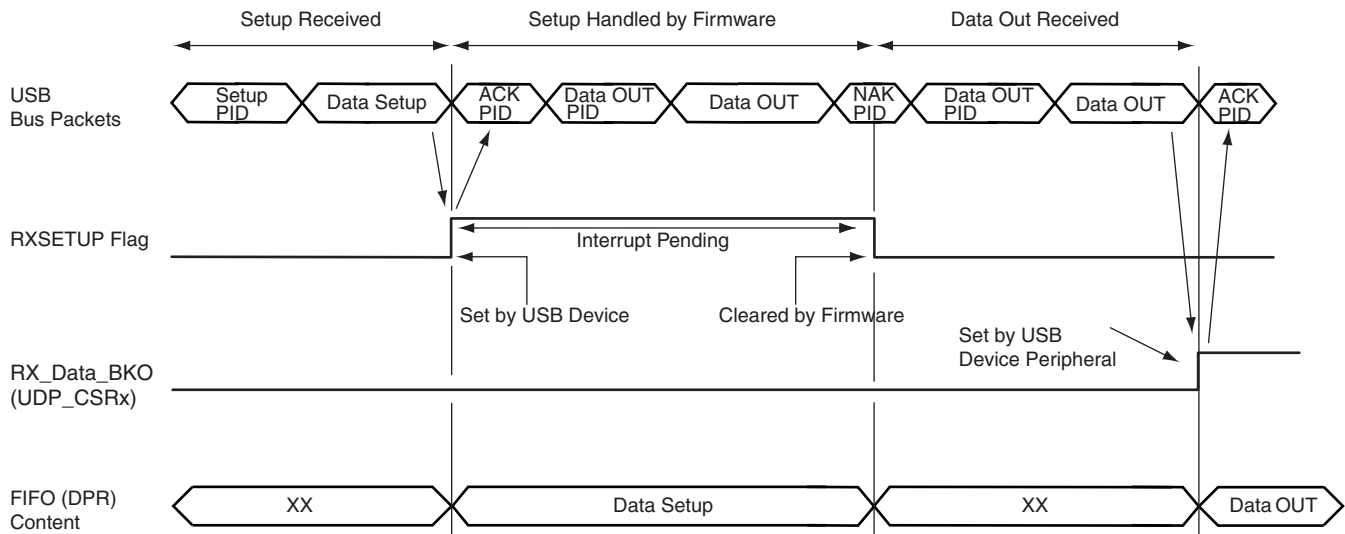 Setup Received
Setup Handled by Firmware
Data Out Received
USB
Bus Packets
Setup
PID
Data Setup
ACK
PID
Data OUT
PID
Data OUT
NAK
PID
Data OUT
PID
Data OUT
ACK
PID
RXSETUP Flag
Interrupt Pending
Set by USB Device
Cleared by Firmware
Set by USB
Device Peripheral
RX_Data_BKO
(UDP_CSRx)
FIFO (DPR)
Content
XX
Data Setup
XX
Data OUT